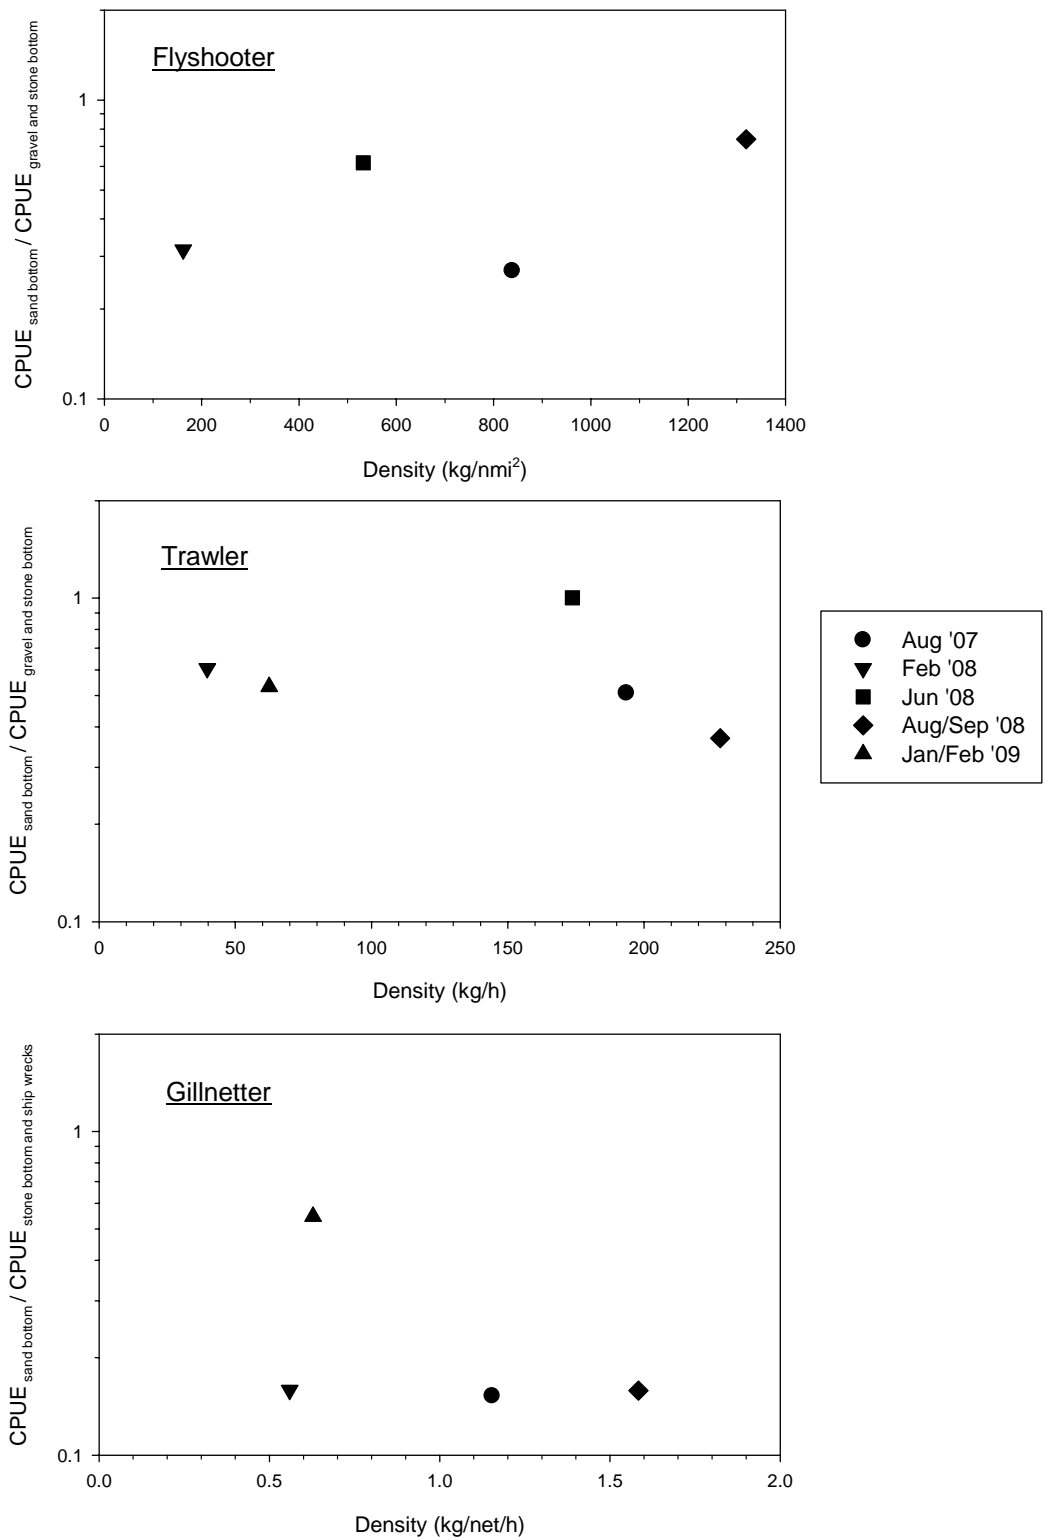 Flyshooter
CPUE sand bottom / CPUE gravel and stone bottom
1
0.1
0 200 400 600 800 1000 1200 1400
Density (kg/nmi²)
Trawler
CPUE sand bottom / CPUE gravel and stone bottom
1
0.1
0 50 100 150 200 250
Density (kg/h)
Aug '07
Feb '08
Jun '08
Aug/Sep '08
Jan/Feb '09
Gillnetter
CPUE sand bottom / CPUE stone bottom and ship wrecks
1
0.1
0.0 0.5 1.0 1.5 2.0
Density (kg/net/h)